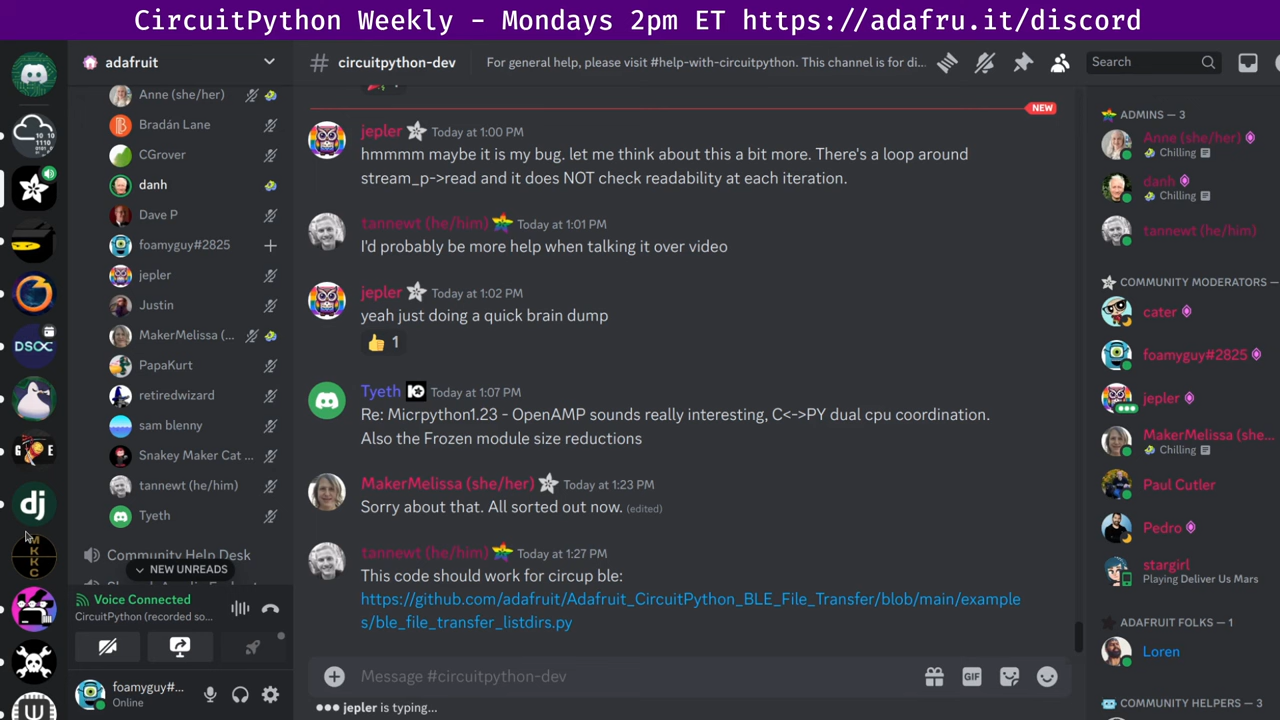 CircuitPython Weekly - Mondays 2pm ET https://adafru.it/discord
adafruit
Anne (she/her)
Bradán Lane
CGrover
danh
Dave P
foamyguy#2825
jepler
Justin
MakerMelissa (...
PapaKurt
retiredwizard
sam blenny
Snakey Maker Cat ...
tannewt (he/him)
Tyeth
Community Help Desk
NEW UNREADS
Voice Connected
CircuitPython (recorded so...
foamyguy#...
Online
DSOC
dj
MKKC
# circuitpython-dev
For general help, please visit #help-with-circuitpython. This channel is for di...
Search
NEW
jepler Today at 1:00 PM
hmmmm maybe it is my bug. let me think about this a bit more. There's a loop around
stream_p->read and it does NOT check readability at each iteration.
tannewt (he/him) Today at 1:01 PM
I'd probably be more help when talking it over video
jepler Today at 1:02 PM
yeah just doing a quick brain dump
👍 1
Tyeth Today at 1:07 PM
Re: Micrpython1.23 - OpenAMP sounds really interesting, C<->PY dual cpu coordination.
Also the Frozen module size reductions
MakerMelissa (she/her) Today at 1:23 PM
Sorry about that. All sorted out now. (edited)
tannewt (he/him) Today at 1:27 PM
This code should work for circup ble:
https://github.com/adafruit/Adafruit_CircuitPython_BLE_File_Transfer/blob/main/example
s/ble_file_transfer_listdirs.py
Message #circuitpython-dev
GIF
jepler is typing...
ADMINS — 3
Anne (she/her)
Chilling
danh
Chilling
tannewt (he/him)
COMMUNITY MODERATORS —
cater
foamyguy#2825
jepler
MakerMelissa (she...
Chilling
Paul Cutler
Pedro
stargirl
Playing Deliver Us Mars
ADAFRUIT FOLKS — 1
Loren
COMMUNITY HELPERS — 3